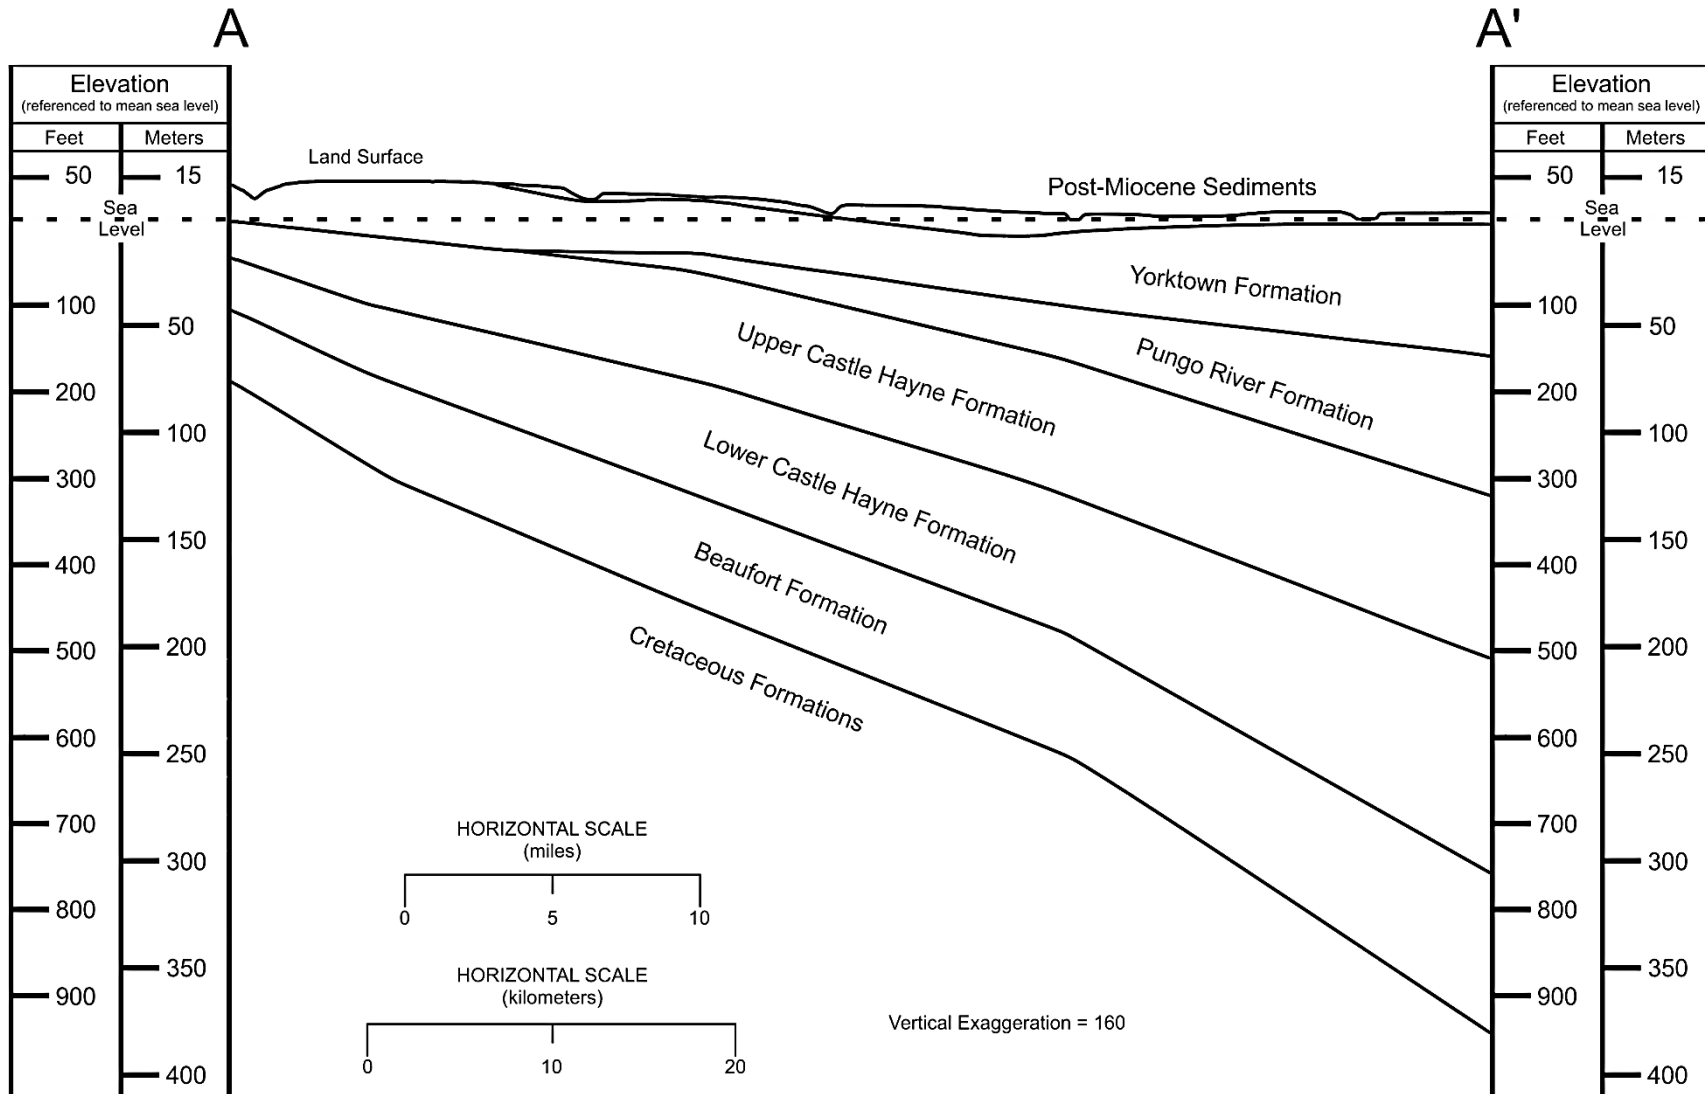 A
A'
Elevation
(referenced to mean sea level)
Feet
Meters
50
15
Sea
Level
100
200
300
400
500
600
700
800
900
50
100
150
200
250
300
350
400
Land Surface
Post-Miocene Sediments
Yorktown Formation
Pungo River Formation
Upper Castle Hayne Formation
Lower Castle Hayne Formation
Beaufort Formation
Cretaceous Formations
HORIZONTAL SCALE
(miles)
0 5 10
HORIZONTAL SCALE
(kilometers)
0 10 20
Vertical Exaggeration = 160
Elevation
(referenced to mean sea level)
Feet
Meters
50
15
Sea
Level
100
200
300
400
500
600
700
800
900
50
100
150
200
250
300
350
400